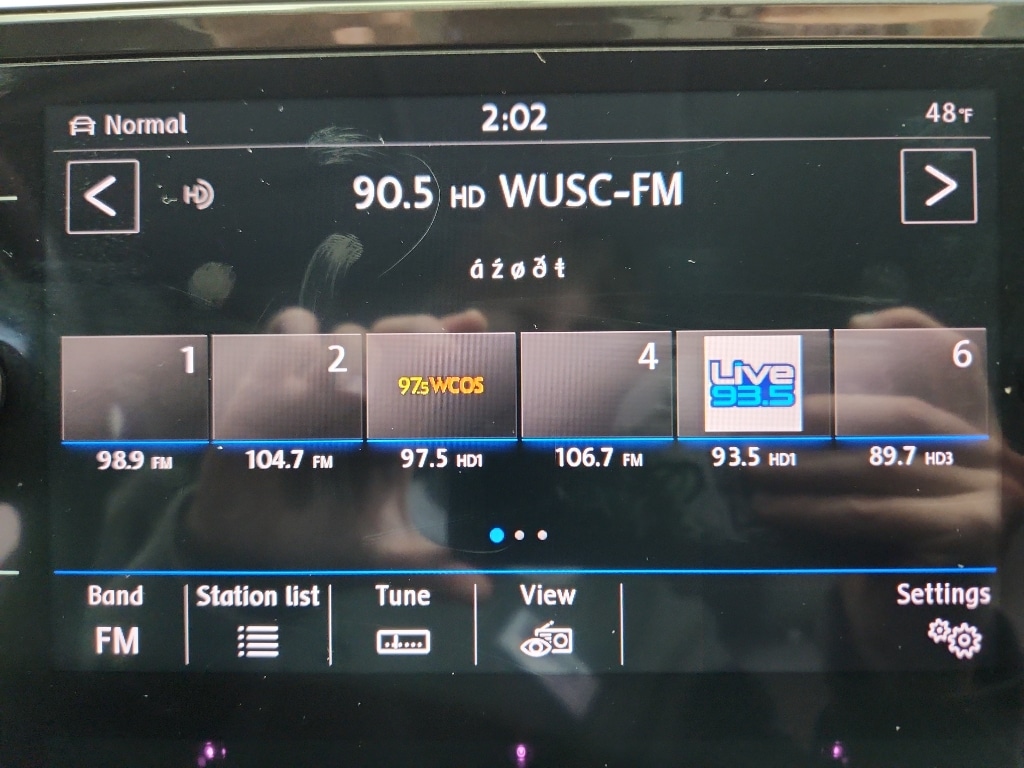 Normal 2:02 48°F
HD 90.5 HD WUSC-FM
áźøðŧ
1 2 97.5 WCOS 4 Live 93.5 6
98.9 FM 104.7 FM 97.5 HD1 106.7 FM 93.5 HD1 89.7 HD3
Band Station list Tune View Settings
FM